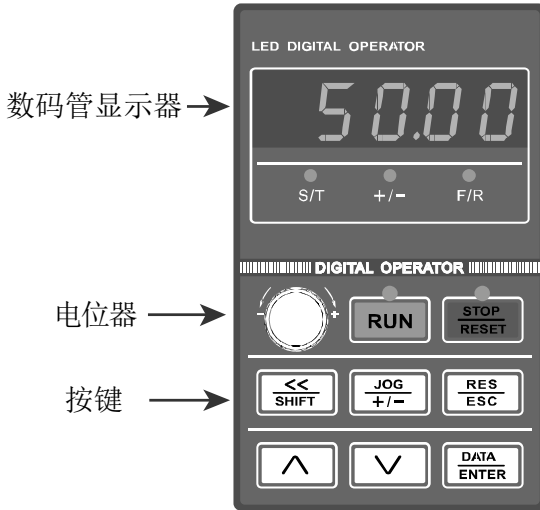 LED DIGITAL OPERATOR
数码管显示器
50.00
S/T +/- F/R
DIGITAL OPERATOR
电位器
- +
RUN
STOP
RESET
按键
<<
SHIFT
JOG
+/-
RES
ESC
DATA
ENTER